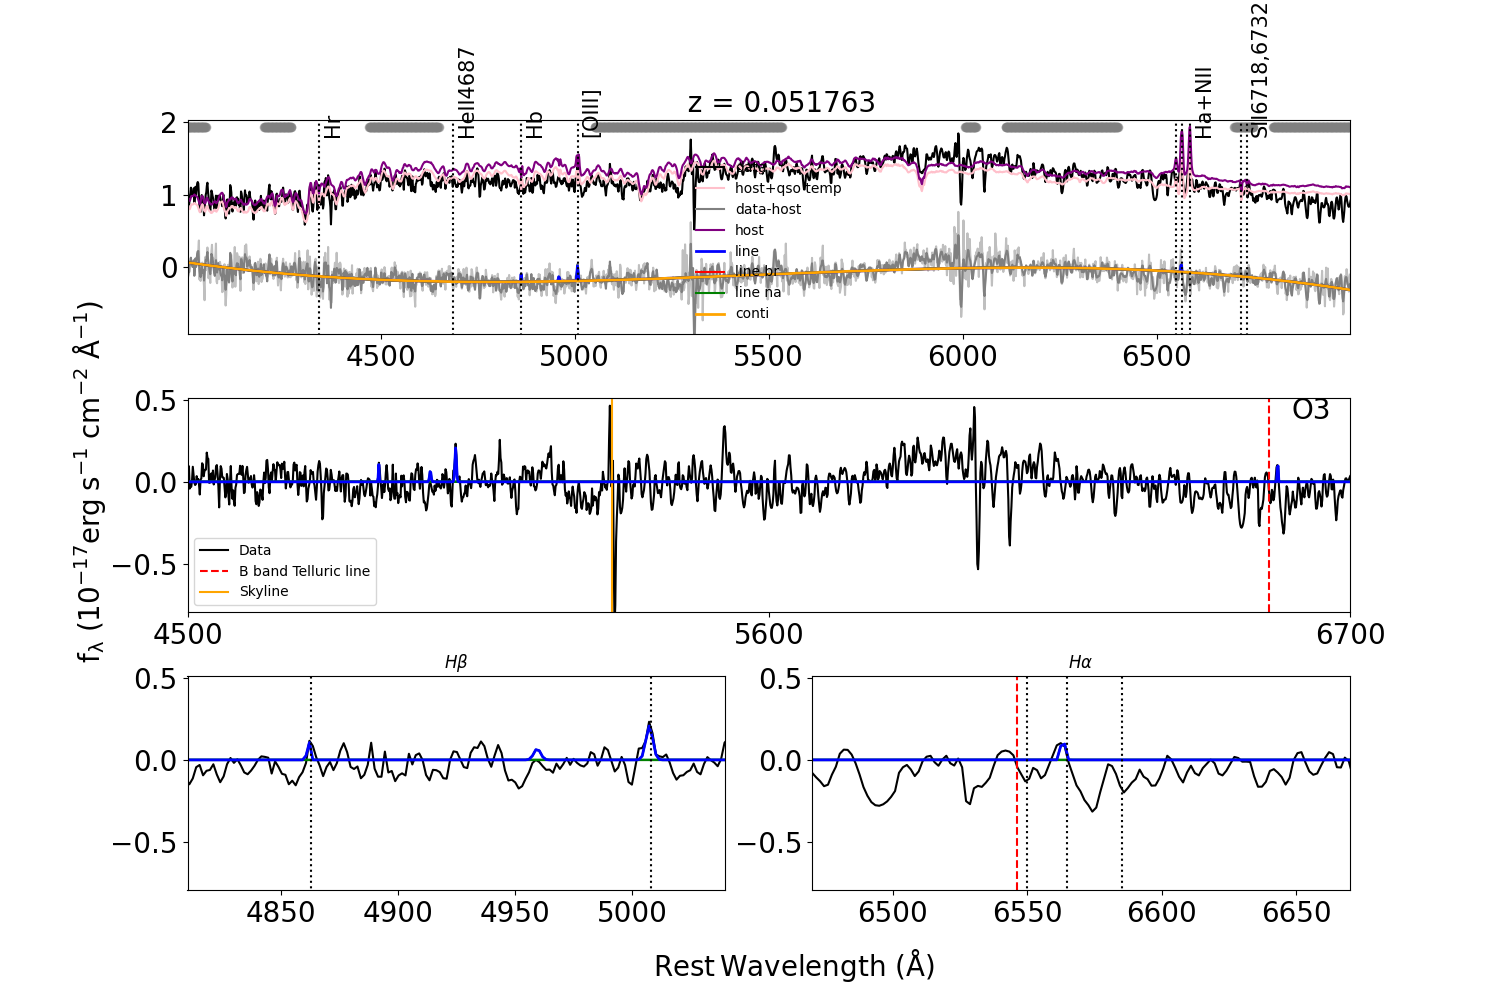 z = 0.051763
Hr
HeII4687
Hb
[OIII]
Ha+NII
SII6718,6732
2
1
0
data
host+qso temp
data-host
host
line
line br
line na
conti
4500 5000 5500 6000 6500
0.5
0.0
−0.5
O3
Data
B band Telluric line
Skyline
4500 5600 6700
fλ (10⁻¹⁷erg s⁻¹ cm⁻² Å⁻¹)
Hβ
0.5
0.0
−0.5
4850 4900 4950 5000
Hα
0.5
0.0
−0.5
6500 6550 6600 6650
Rest Wavelength (Å)